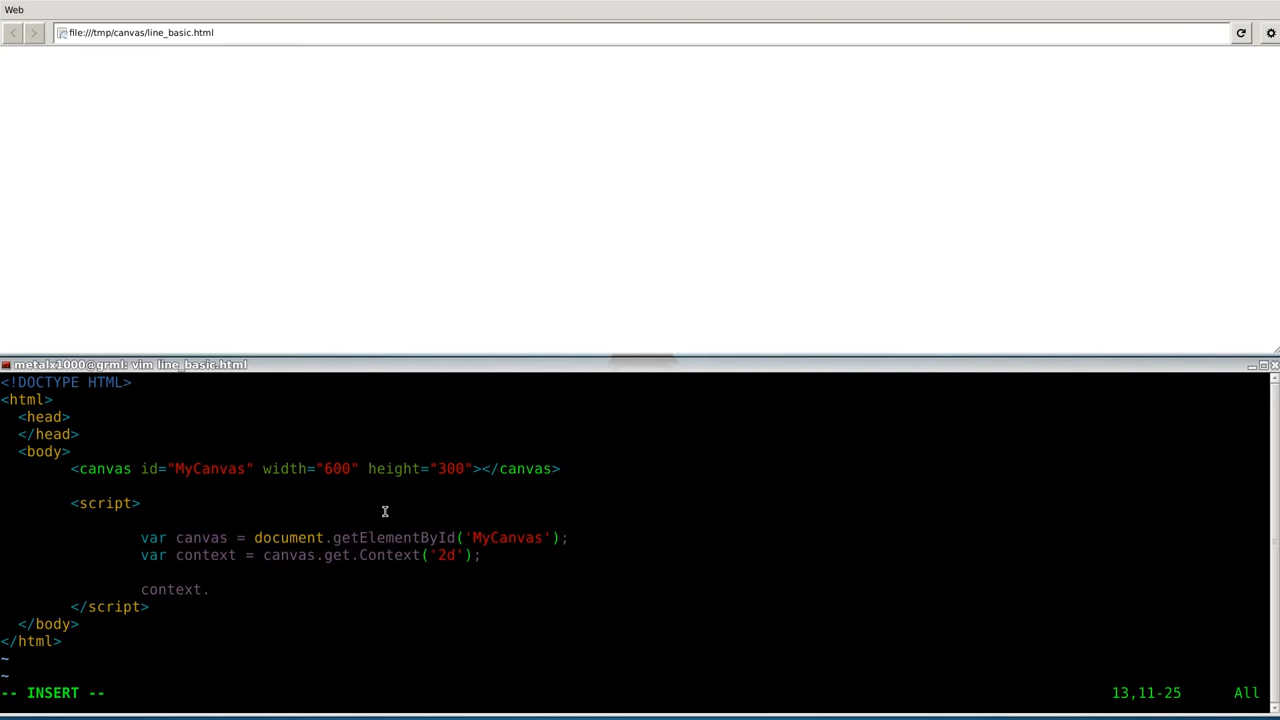 Web
file:///tmp/canvas/line_basic.html
metalx1000@grml: vim line_basic.html
<!DOCTYPE HTML>
<html>
  <head>
  </head>
  <body>
        <canvas id="MyCanvas" width="600" height="300"></canvas>
        <script>
                var canvas = document.getElementById('MyCanvas');
                var context = canvas.get.Context('2d');
                context.
        </script>
  </body>
</html>
~
~
-- INSERT --                                        13,11-25      All